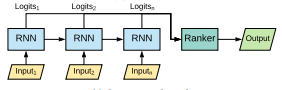 Logits₁ Logits₂ Logitsₙ
RNN RNN RNN Ranker Output
Input₁ Input₂ Inputₙ